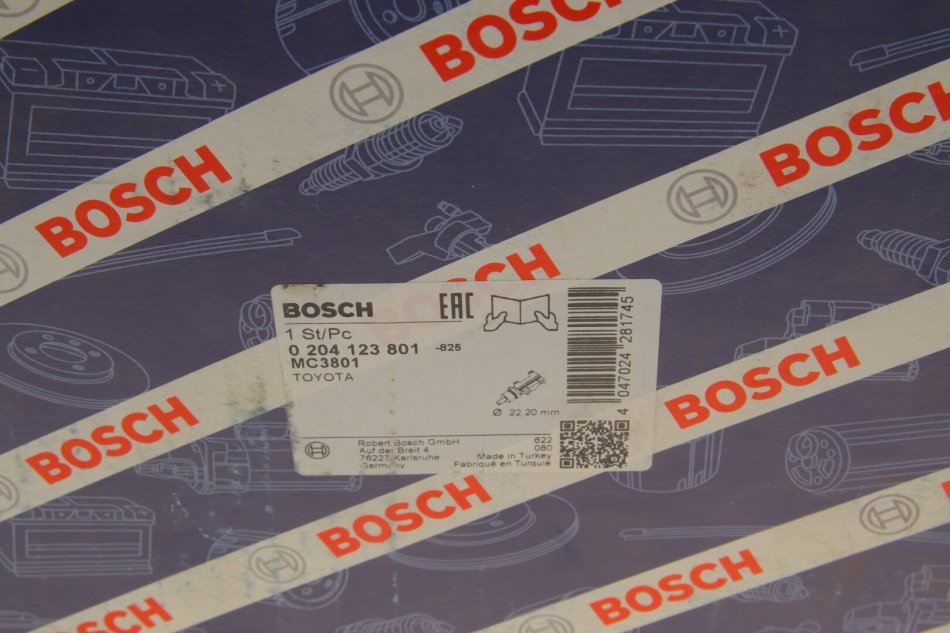 BOSCH
BOSCH
BOSCH
BOSCH
BOSCH EAC
1 St/Pc
0 204 123 801 -825
MC3801
TOYOTA
Ø 22,20 mm
4 047024 281745
Robert Bosch GmbH
Auf der Breit 4
76227 Karlsruhe
Germany
622
080
Made in Turkey
Fabriqué en Turquie
BOSCH
BOSCH
BOSCH
BOSCH
BOSCH